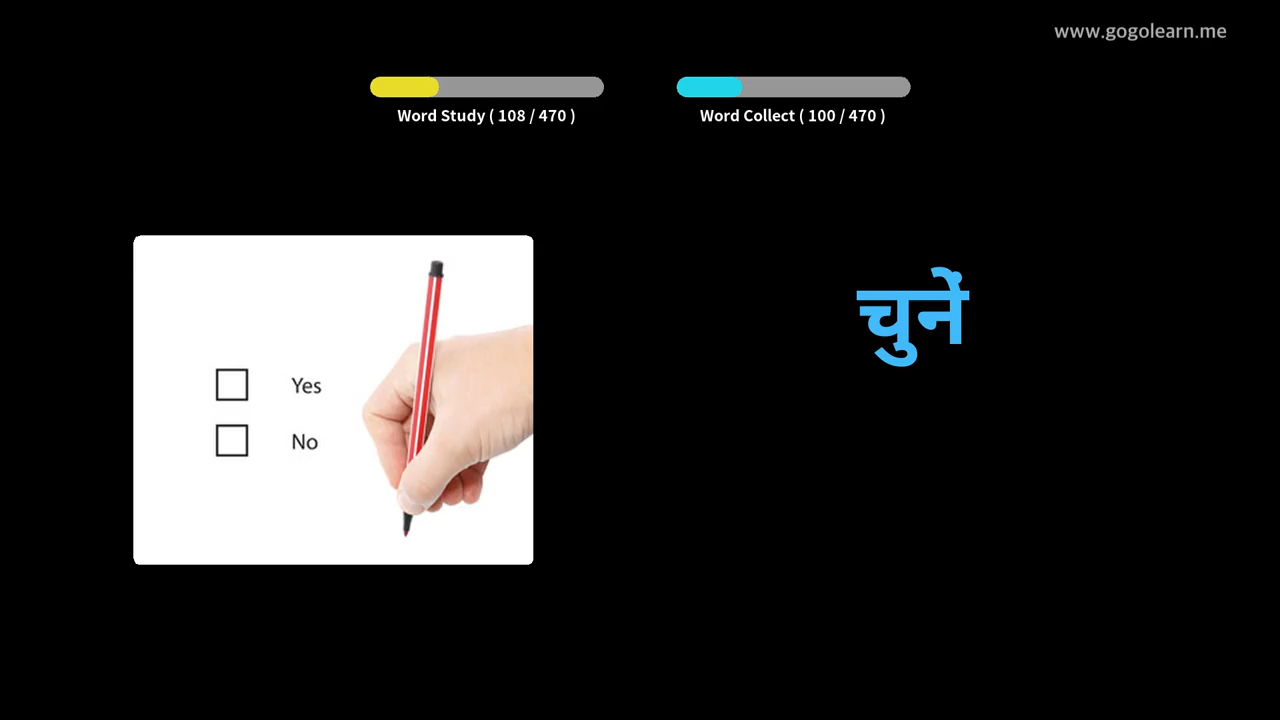 www.gogolearn.me
Word Study ( 108 / 470 )
Word Collect ( 100 / 470 )
चुनें
Yes
No